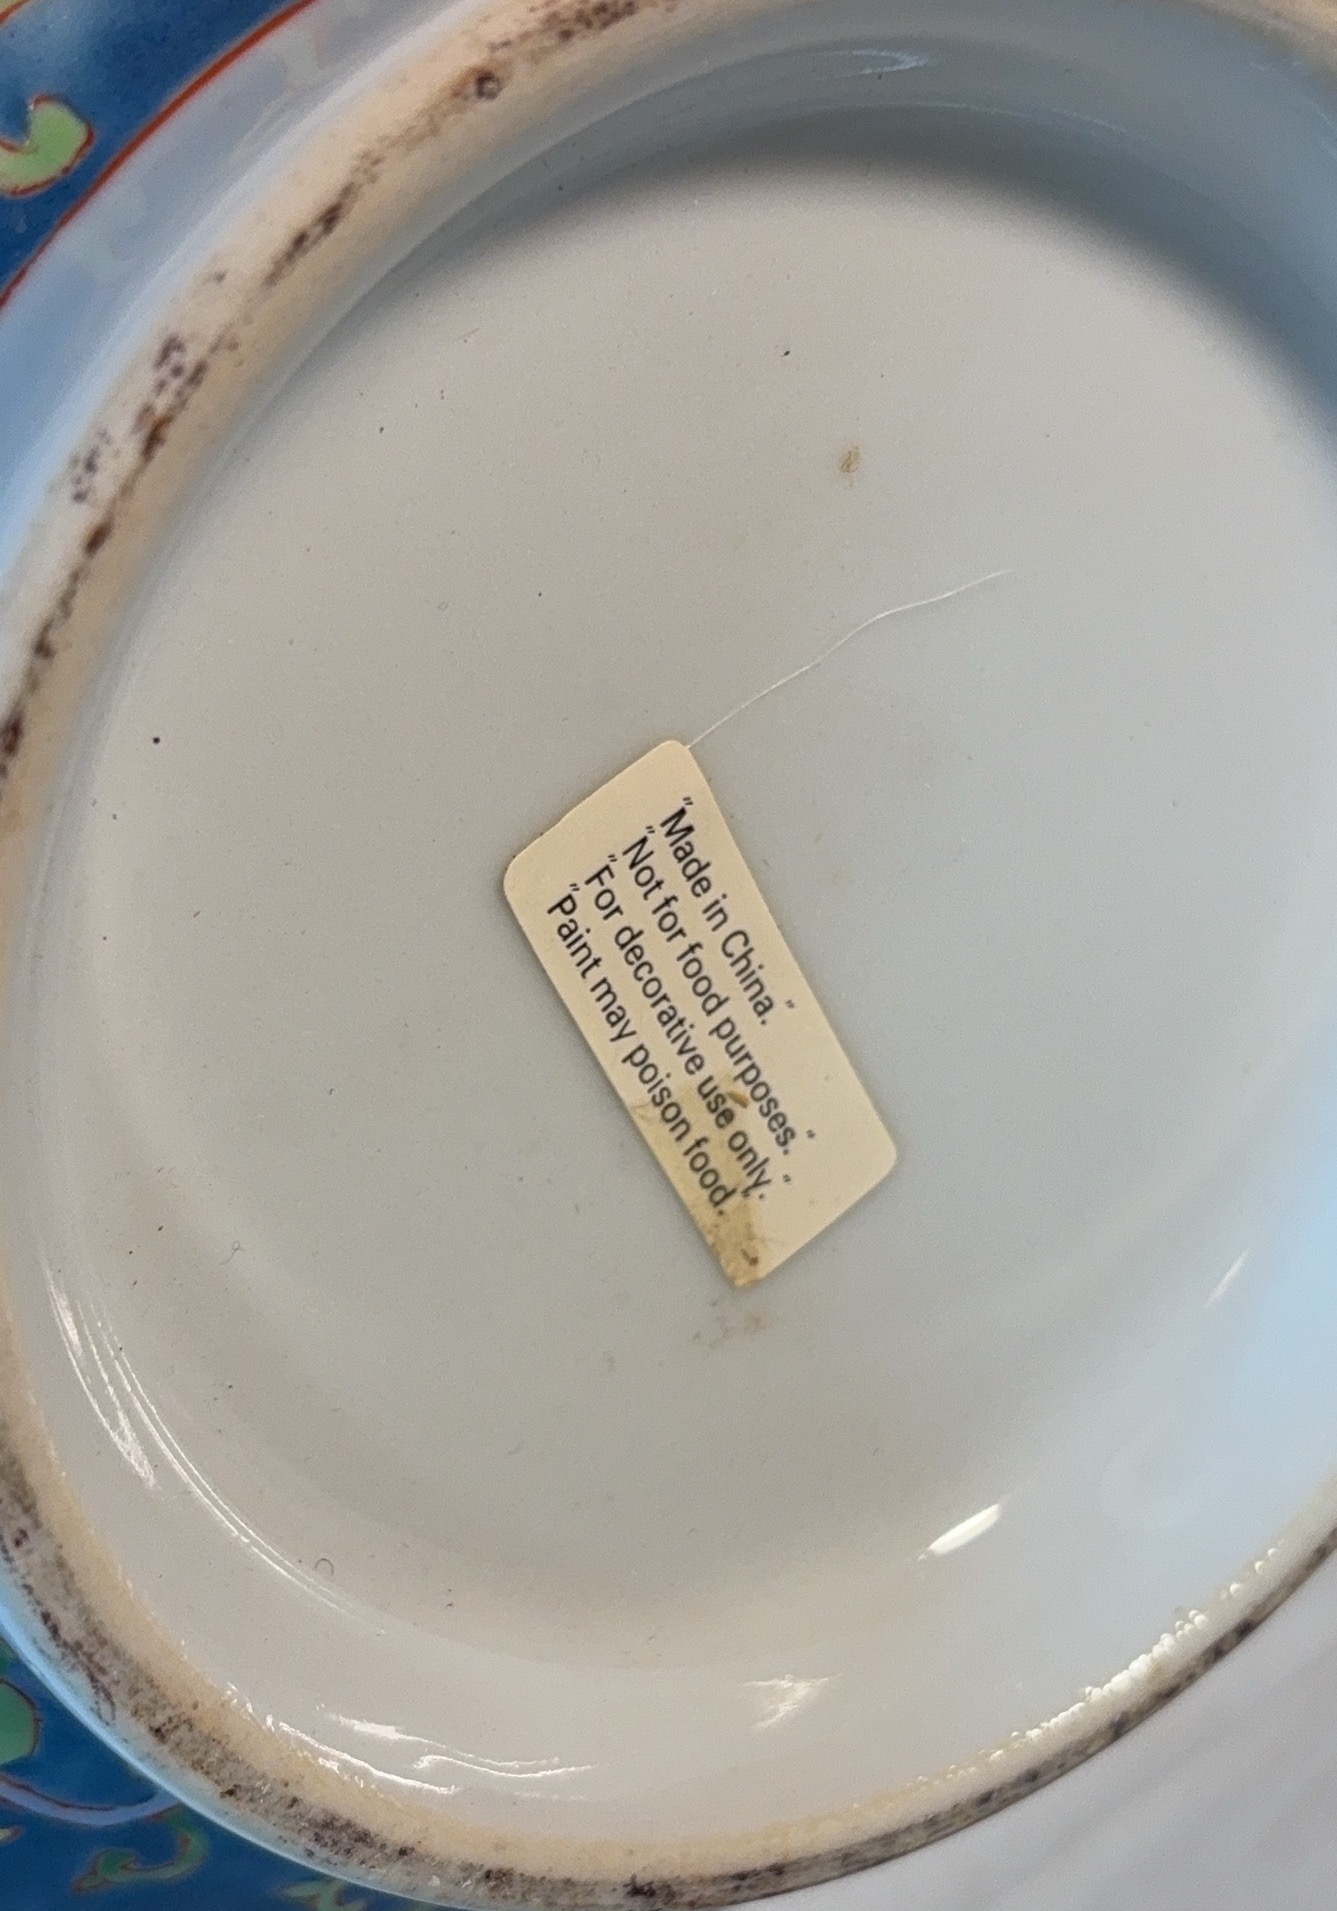 "Made in China."
"Not for food purposes."
"For decorative use only."
"Paint may poison food."